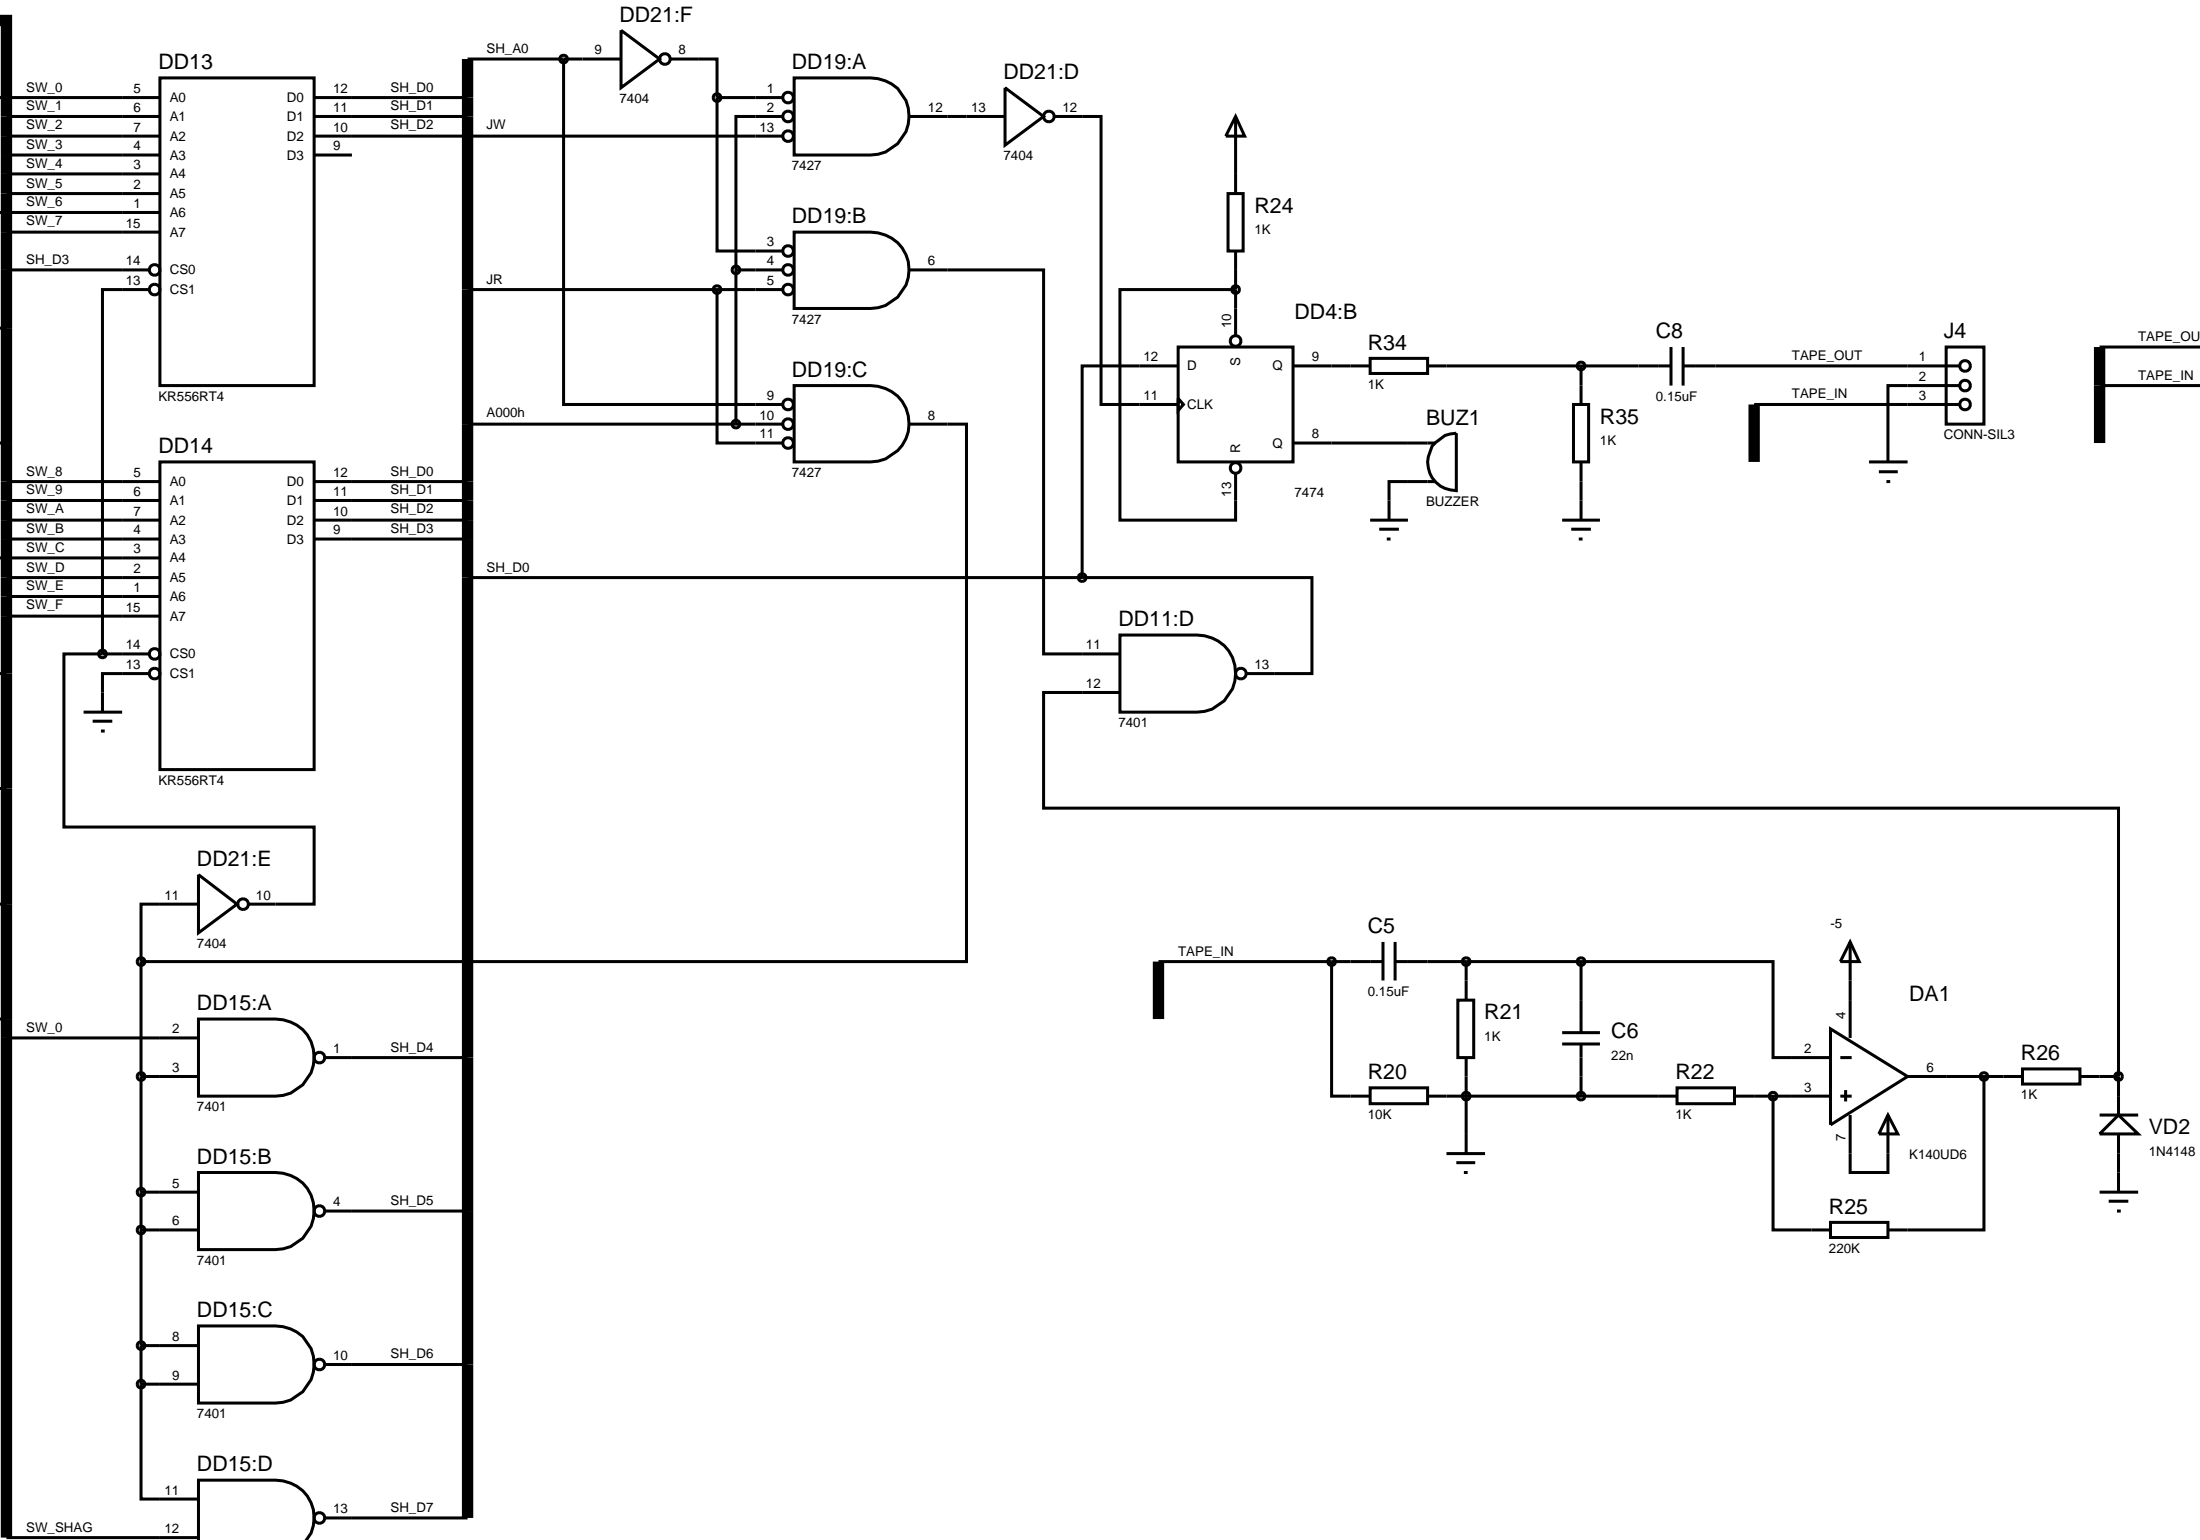 DD13
SW_0 5 A0 D0 12 SH_D0
SW_1 6 A1 D1 11 SH_D1
SW_2 7 A2 D2 10 SH_D2
SW_3 4 A3 D3 9
SW_4 3 A4
SW_5 2 A5
SW_6 1 A6
SW_7 15 A7
SH_D3 14 CS0
13 CS1
KR556RT4
DD14
SW_8 5 A0 D0 12 SH_D0
SW_9 6 A1 D1 11 SH_D1
SW_A 7 A2 D2 10 SH_D2
SW_B 4 A3 D3 9 SH_D3
SW_C 3 A4
SW_D 2 A5
SW_E 1 A6
SW_F 15 A7
14 CS0
13 CS1
KR556RT4
DD21:E
11 10
7404
DD15:A
SW_0 2
3
1 SH_D4
7401
DD15:B
5
6
4 SH_D5
7401
DD15:C
8
9
10 SH_D6
7401
DD15:D
11
SW_SHAG 12
13 SH_D7
DD21:F
SH_A0 9 8
7404
DD19:A
1
2
JW 13
12
7427
DD21:D
13 12
7404
DD19:B
3
4
JR 5
6
7427
DD19:C
9
A000h 10
11
8
7427
SH_D0
R24
1K
DD4:B
10
12 D S Q 9
11 CLK
R Q 8
13
7474
R34
1K
R35
1K
C8
0.15uF
BUZ1
BUZZER
J4
TAPE_OUT 1
2
TAPE_IN 3
CONN-SIL3
TAPE_OU
TAPE_IN
DD11:D
11
12
13
7401
TAPE_IN
C5
0.15uF
R21
1K
C6
22n
R20
10K
R22
1K
-5
4
DA1
2
3
6
7
K140UD6
R25
220K
R26
1K
VD2
1N4148